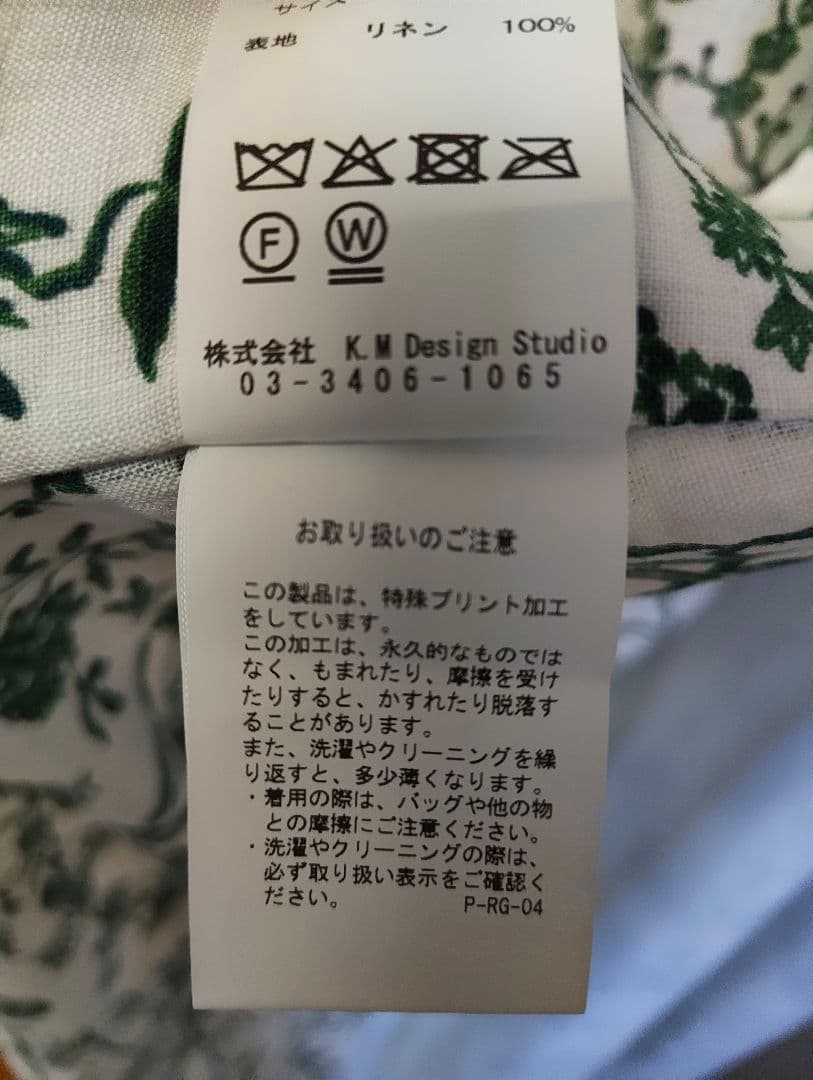 サイズ
表地 リネン 100%
F W
株式会社 K.M Design Studio
03-3406-1065
お取り扱いのご注意
この製品は、特殊プリント加工
をしています。
この加工は、永久的なものでは
なく、もまれたり、摩擦を受け
たりすると、かすれたり脱落す
ることがあります。
また、洗濯やクリーニングを繰
り返すと、多少薄くなります。
・着用の際は、バッグや他の物
との摩擦にご注意ください。
・洗濯やクリーニングの際は、
必ず取り扱い表示をご確認く
ださい。 P-RG-04